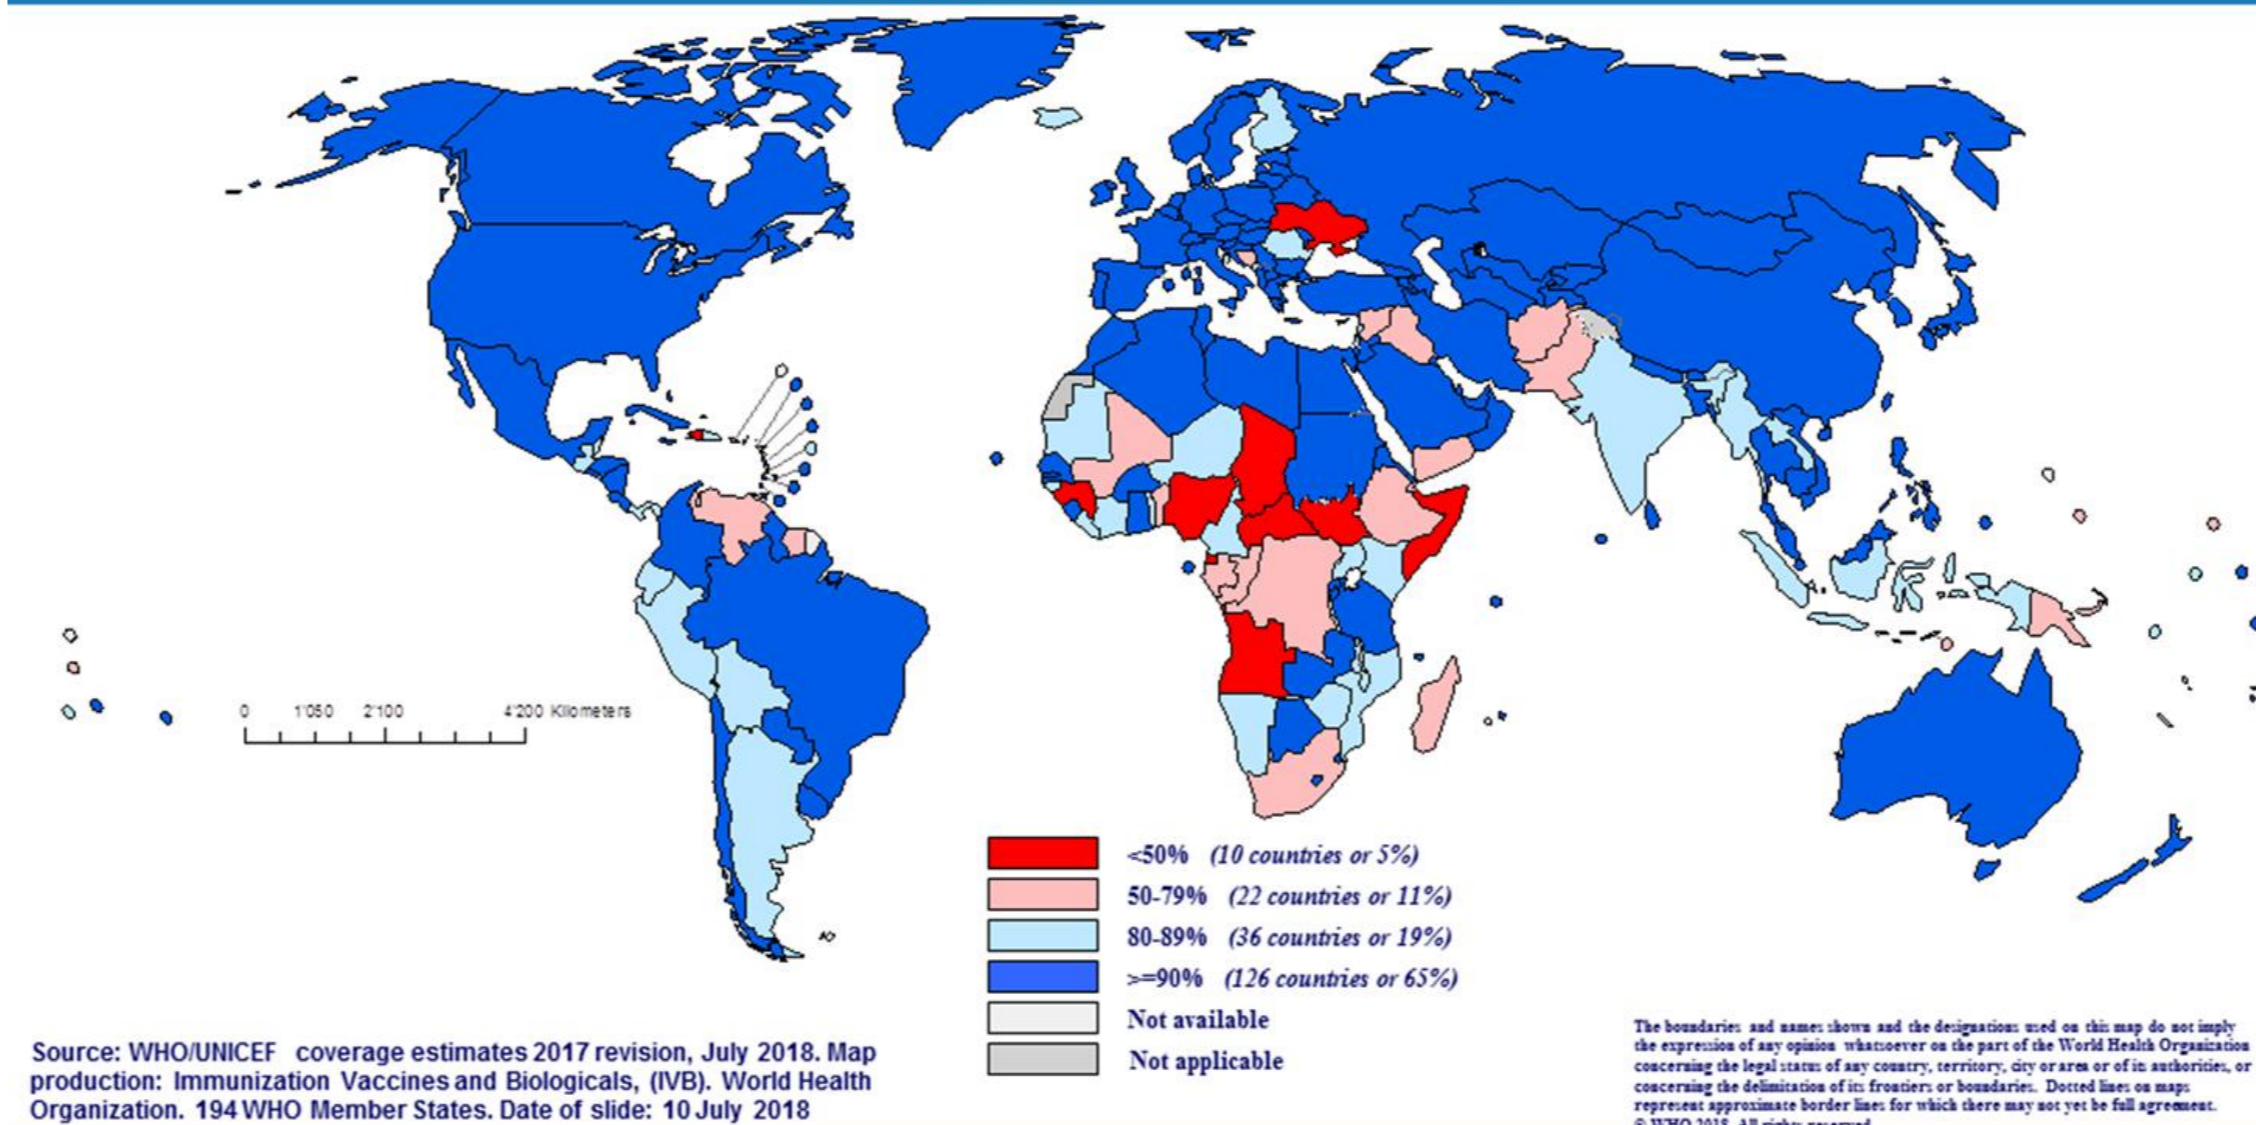 0 1'050 2'100 4'200 Kilometers
<50% (10 countries or 5%)
50-79% (22 countries or 11%)
80-89% (36 countries or 19%)
>=90% (126 countries or 65%)
Not available
Not applicable
Source: WHO/UNICEF coverage estimates 2017 revision, July 2018. Map
production: Immunization Vaccines and Biologicals, (IVB). World Health
Organization. 194 WHO Member States. Date of slide: 10 July 2018
The boundaries and names shown and the designations used on this map do not imply
the expression of any opinion whatsoever on the part of the World Health Organization
concerning the legal status of any country, territory, city or area or of its authorities, or
concerning the delimitation of its frontiers or boundaries. Dotted lines on maps
represent approximate border lines for which there may not yet be full agreement.
© WHO 2018. All rights reserved